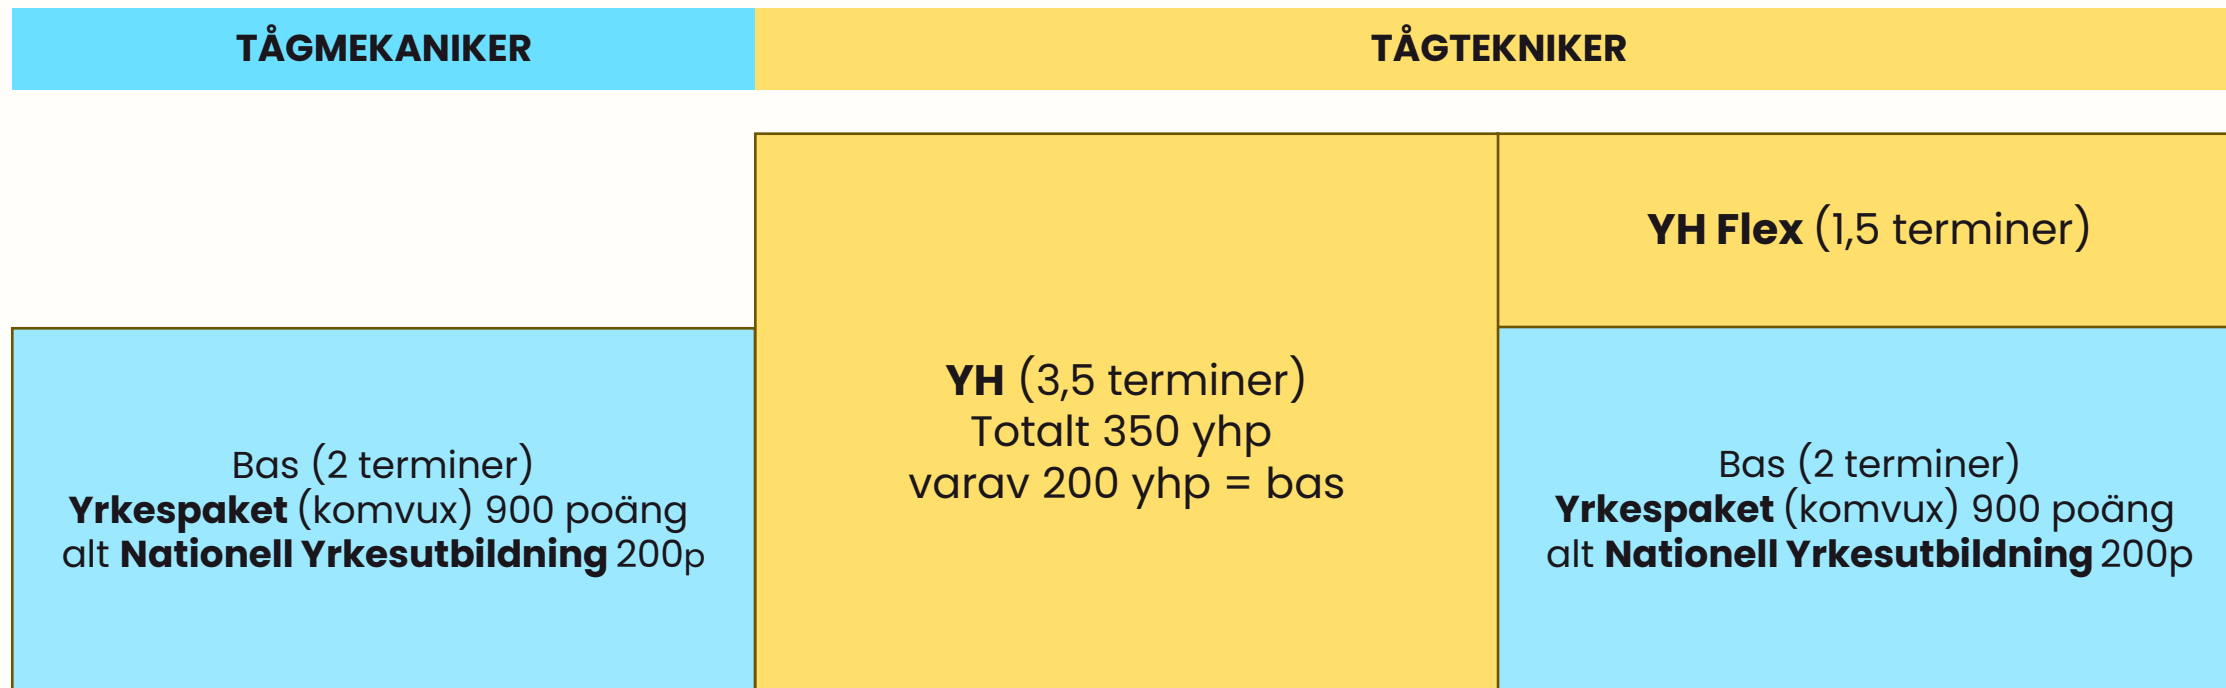 TÅGMEKANIKER
TÅGTEKNIKER
YH Flex (1,5 terminer)
YH (3,5 terminer)
Totalt 350 yhp
varav 200 yhp = bas
Bas (2 terminer)
Yrkespaket (komvux) 900 poäng
alt Nationell Yrkesutbildning 200p
Bas (2 terminer)
Yrkespaket (komvux) 900 poäng
alt Nationell Yrkesutbildning 200p